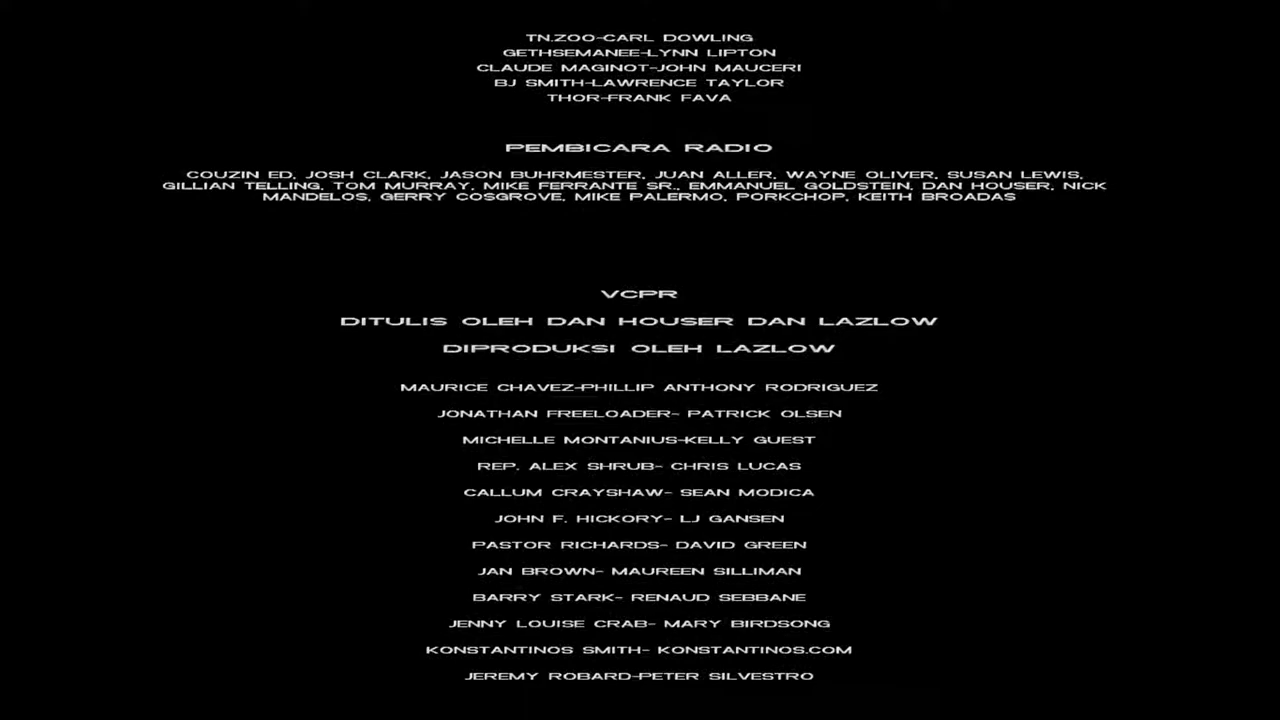 TN.ZOO-CARL DOWLING
GETHSEMANEE-LYNN LIPTON
CLAUDE MAGINOT-JOHN MAUCERI
BJ SMITH-LAWRENCE TAYLOR
THOR-FRANK FAVA
PEMBICARA RADIO
COUZIN ED, JOSH CLARK, JASON BUHRMESTER, JUAN ALLER, WAYNE OLIVER, SUSAN LEWIS,
GILLIAN TELLING, TOM MURRAY, MIKE FERRANTE SR., EMMANUEL GOLDSTEIN, DAN HOUSER, NICK
MANDELOS, GERRY COSGROVE, MIKE PALERMO, PORKCHOP, KEITH BROADAS
VCPR
DITULIS OLEH DAN HOUSER DAN LAZLOW
DIPRODUKSI OLEH LAZLOW
MAURICE CHAVEZ-PHILLIP ANTHONY RODRIGUEZ
JONATHAN FREELOADER- PATRICK OLSEN
MICHELLE MONTANIUS-KELLY GUEST
REP. ALEX SHRUB- CHRIS LUCAS
CALLUM CRAYSHAW- SEAN MODICA
JOHN F. HICKORY- LJ GANSEN
PASTOR RICHARDS- DAVID GREEN
JAN BROWN- MAUREEN SILLIMAN
BARRY STARK- RENAUD SEBBANE
JENNY LOUISE CRAB- MARY BIRDSONG
KONSTANTINOS SMITH- KONSTANTINOS.COM
JEREMY ROBARD-PETER SILVESTRO